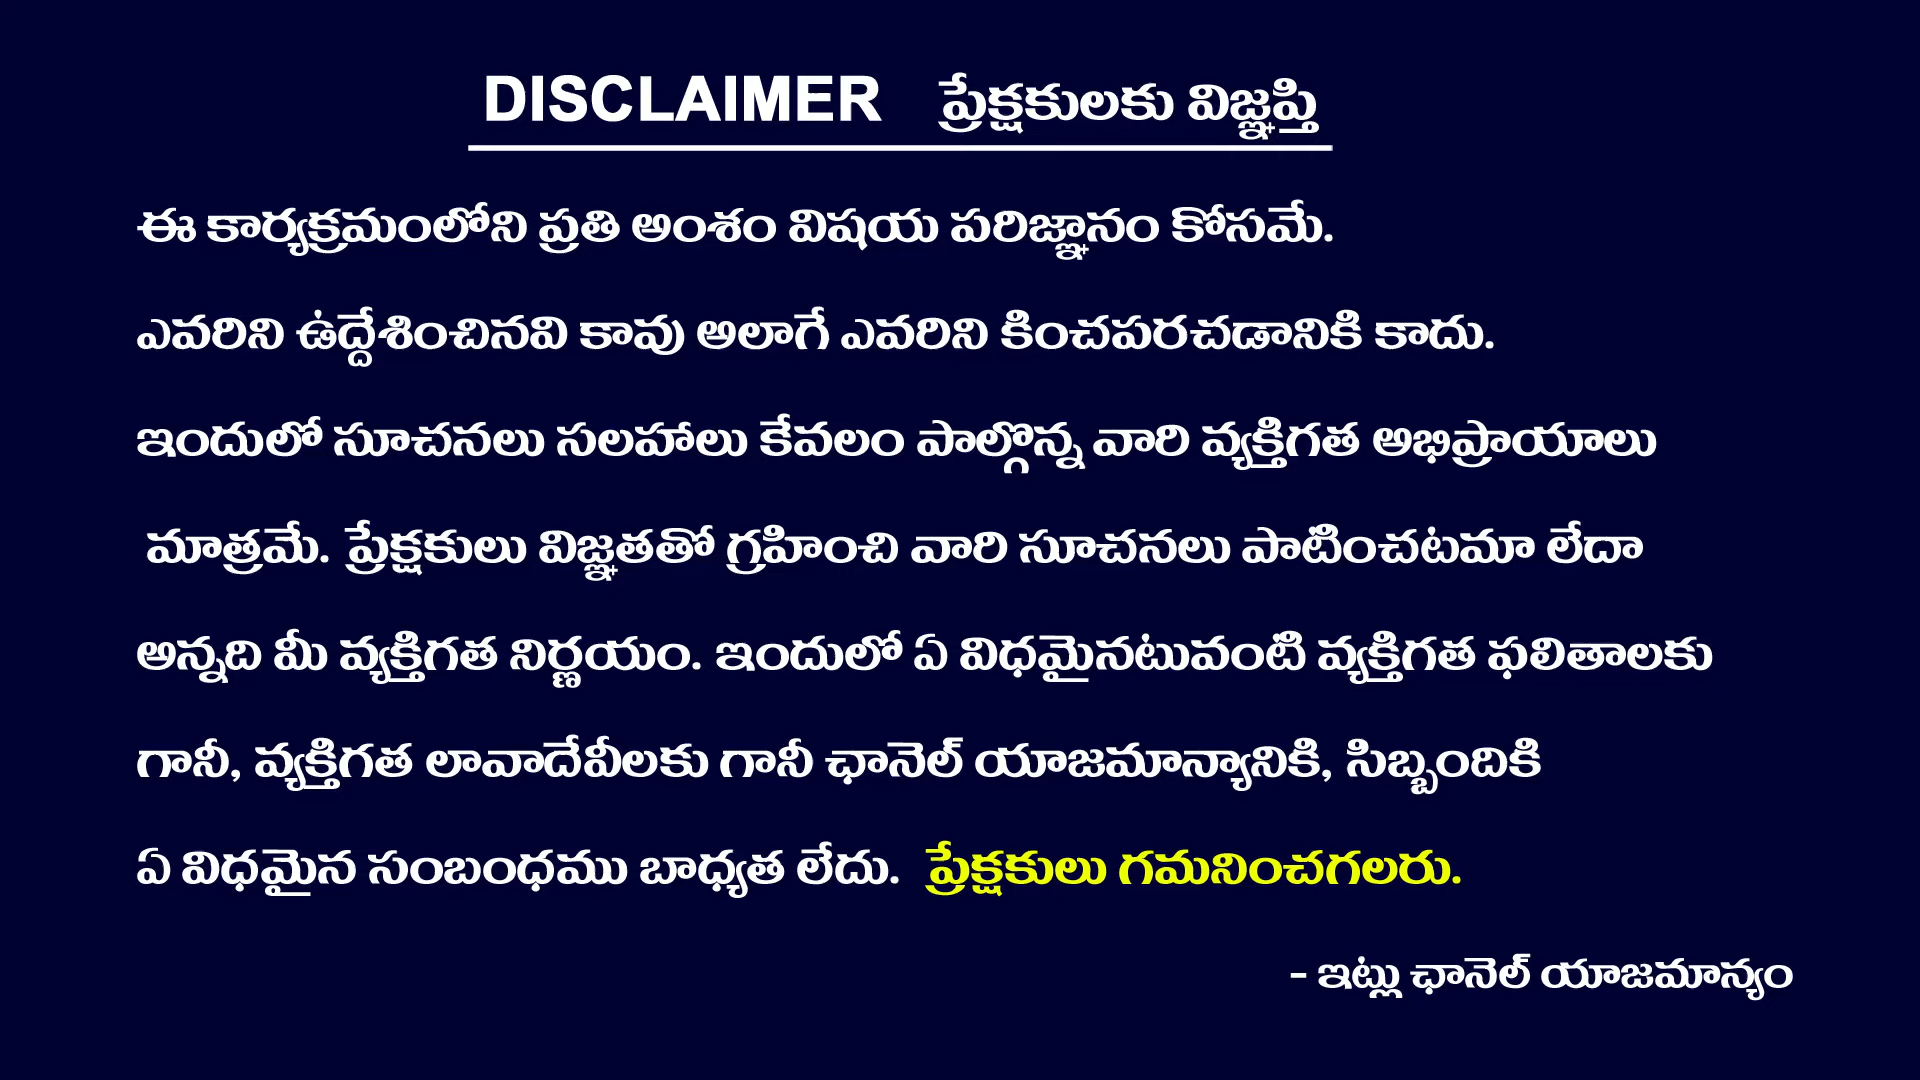 DISCLAIMER ప్రేక్షకులకు విజ్ఞప్తి
ఈ కార్యక్రమంలోని ప్రతి అంశం విషయ పరిజ్ఞానం కోసమే.
ఎవరిని ఉద్దేశించినవి కావు అలాగే ఎవరిని కించపరచడానికి కాదు.
ఇందులో సూచనలు సలహాలు కేవలం పాల్గొన్న వారి వ్యక్తిగత అభిప్రాయాలు
మాత్రమే. ప్రేక్షకులు విజ్ఞతతో గ్రహించి వారి సూచనలు పాటించటమా లేదా
అన్నది మీ వ్యక్తిగత నిర్ణయం. ఇందులో ఏ విధమైనటువంటి వ్యక్తిగత ఫలితాలకు
గానీ, వ్యక్తిగత లావాదేవీలకు గానీ ఛానెల్ యాజమాన్యానికి, సిబ్బందికి
ఏ విధమైన సంబంధము బాధ్యత లేదు. ప్రేక్షకులు గమనించగలరు.
- ఇట్లు ఛానెల్ యాజమాన్యం